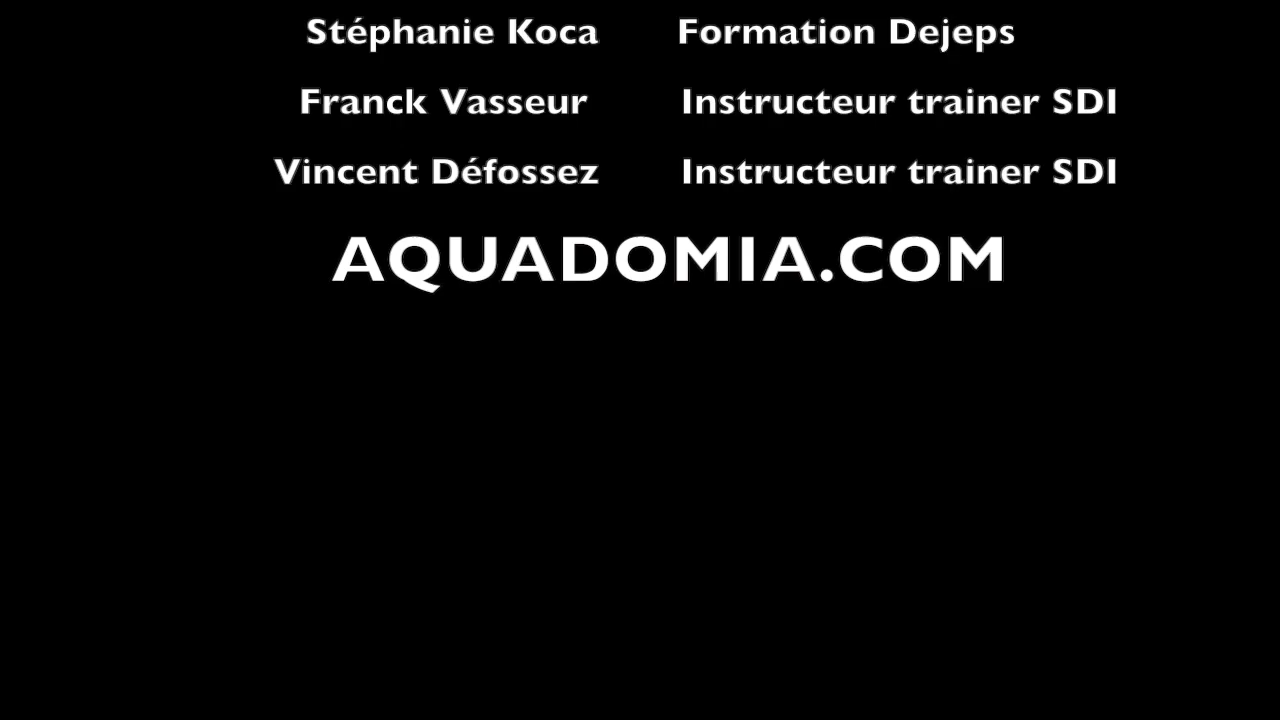 Stéphanie Koca Formation Dejeps
Franck Vasseur Instructeur trainer SDI
Vincent Défossez Instructeur trainer SDI
AQUADOMIA.COM